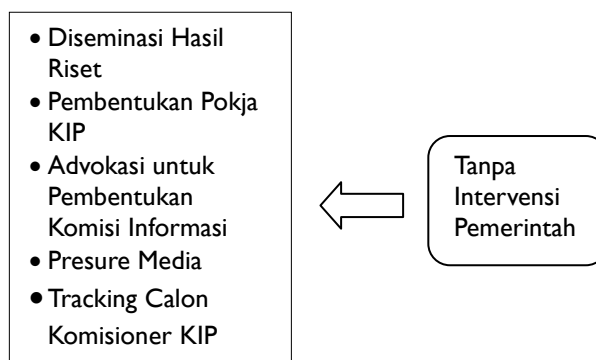 • Diseminasi Hasil
Riset
• Pembentukan Pokja
KIP
• Advokasi untuk
Pembentukan
Komisi Informasi
• Presure Media
• Tracking Calon
Komisioner KIP
Tanpa
Intervensi
Pemerintah